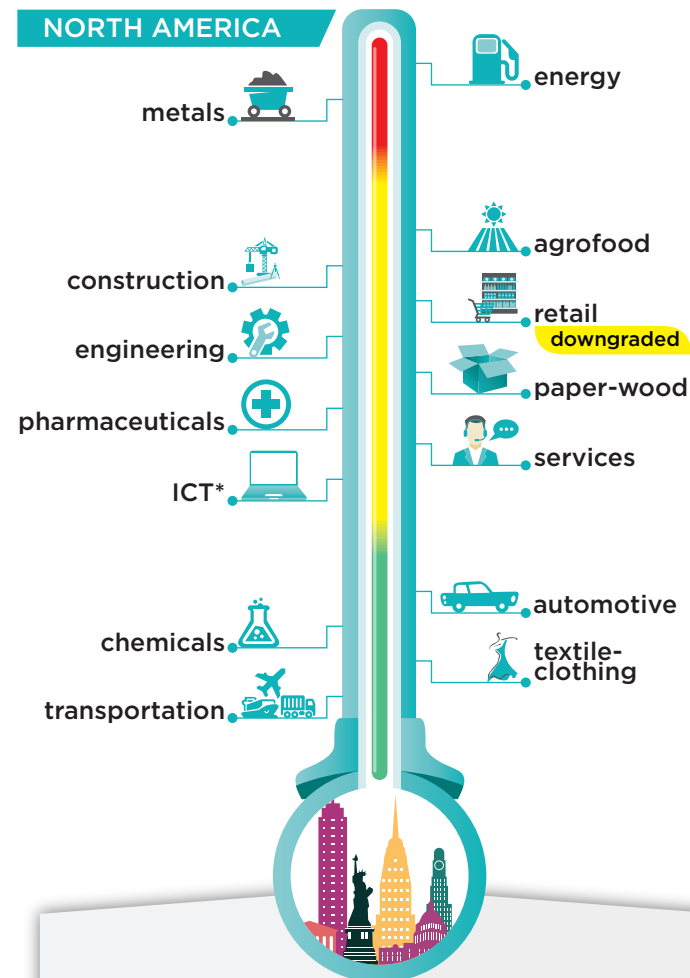 NORTH AMERICA
energy
metals
agrofood
construction
retail
downgraded
engineering
paper-wood
pharmaceuticals
services
ICT*
automotive
chemicals
textile-
clothing
transportation